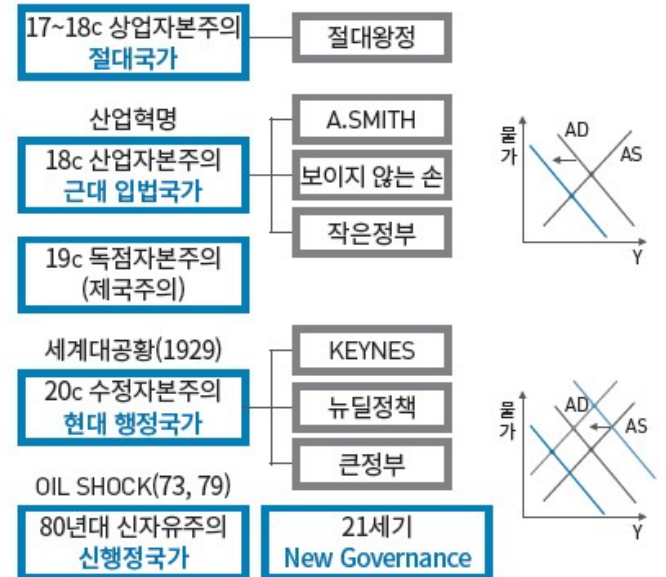 17~18c 상업자본주의
절대국가
절대왕정
산업혁명
18c 산업자본주의
근대 입법국가
A.SMITH
보이지 않는 손
작은정부
물가
AD
AS
Y
19c 독점자본주의
(제국주의)
세계대공황(1929)
20c 수정자본주의
현대 행정국가
KEYNES
뉴딜정책
큰정부
물가
AD
AS
Y
OIL SHOCK(73, 79)
80년대 신자유주의
신행정국가
21세기
New Governance